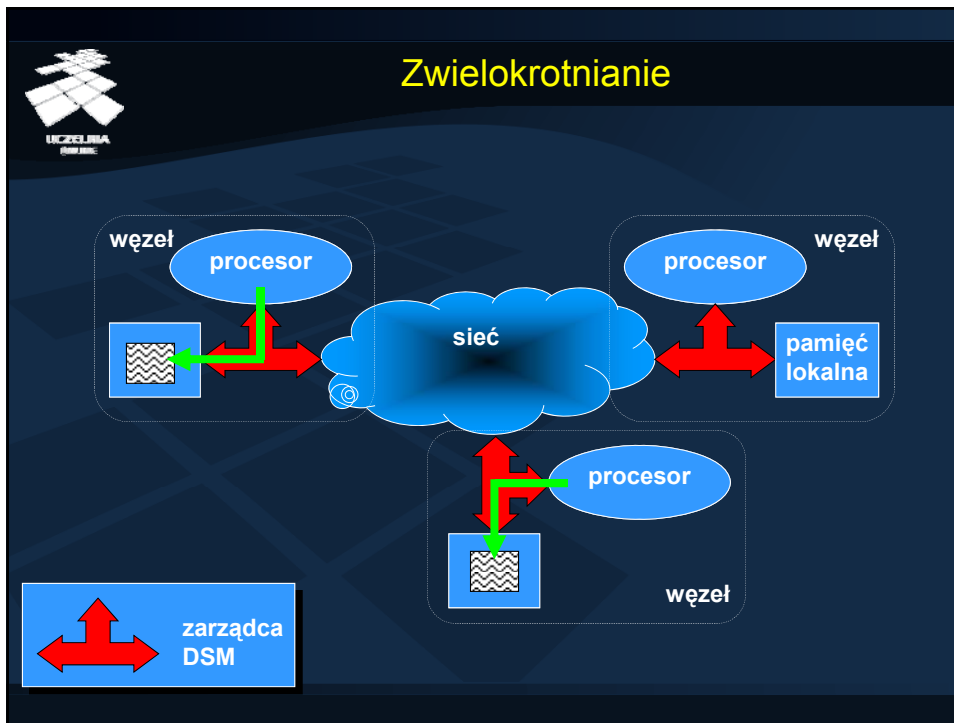 Zwielokrotnianie
UCZELNIA
węzeł
procesor
procesor
węzeł
sieć
pamięć
lokalna
procesor
węzeł
zarządca
DSM